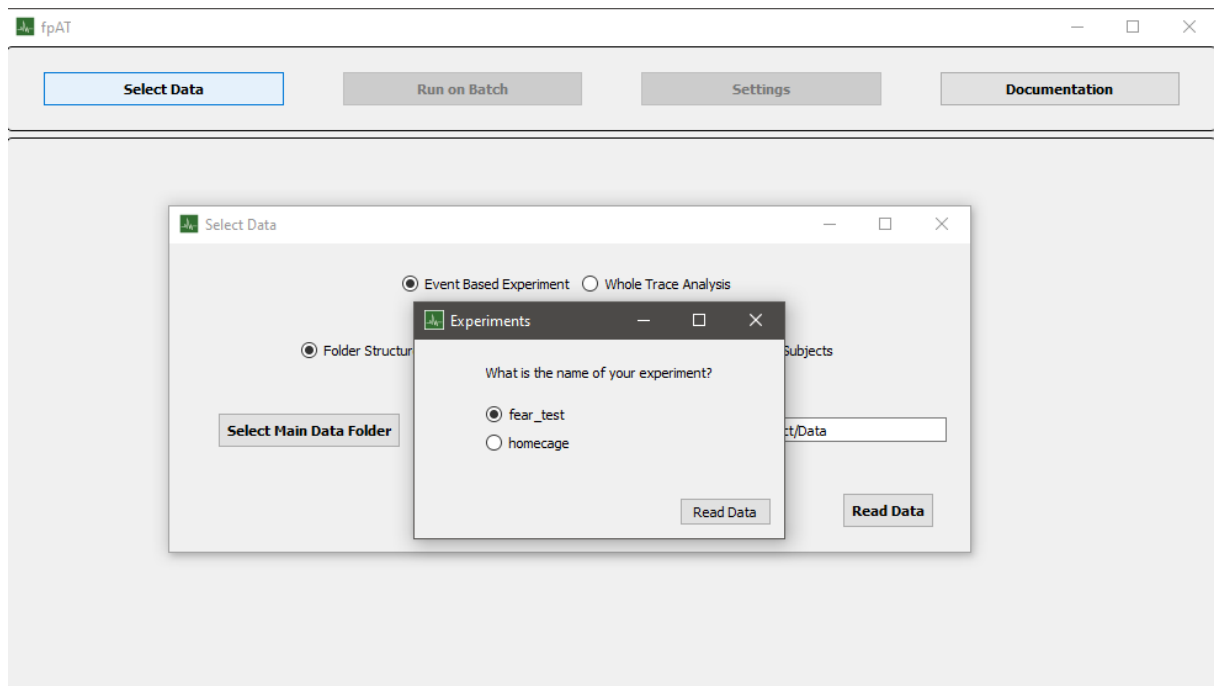 fpAT
Select Data Run on Batch Settings Documentation
Select Data
Event Based Experiment Whole Trace Analysis
Experiments
Folder Subjects
What is the name of your experiment?
fear_test
Select Main Data Folder ct/Data
homecage
Read Data Read Data